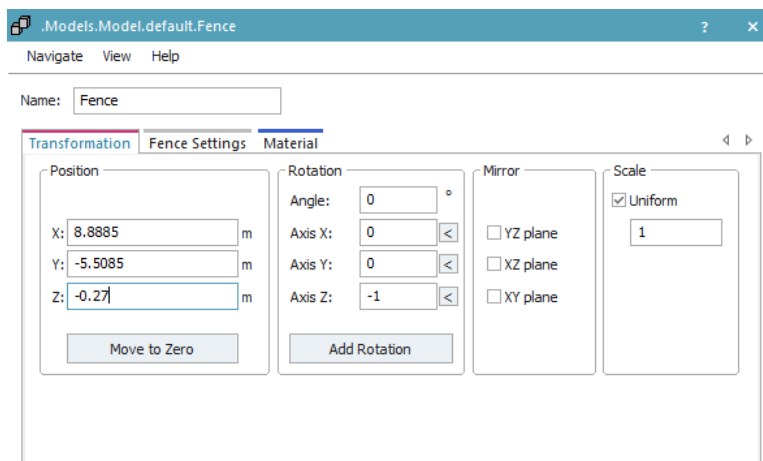 .Models.Model.default.Fence ? ×
Navigate View Help
Name: Fence
Transformation Fence Settings Material
Position Rotation Mirror Scale
Angle: 0 ° Uniform
X: 8.8885 m Axis X: 0 < YZ plane 1
Y: -5.5085 m Axis Y: 0 < XZ plane
Z: -0.27 m Axis Z: -1 < XY plane
Move to Zero Add Rotation